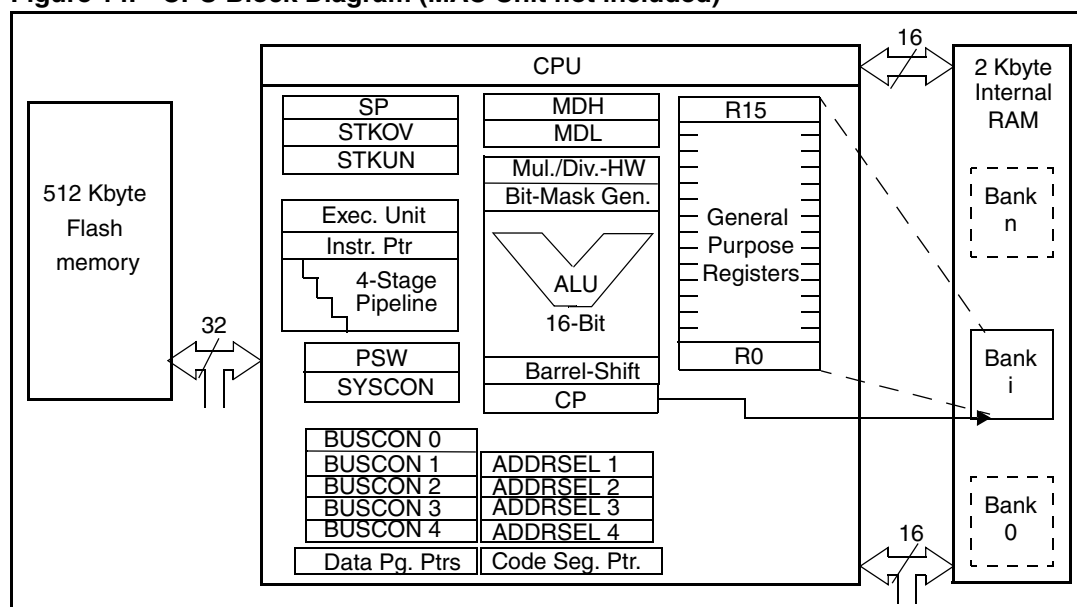 CPU Block Diagram (MAC Unit not included)
16
CPU
2 Kbyte
Internal
RAM
SP
STKOV
STKUN
MDH
MDL
R15
Mul./Div.-HW
Bit-Mask Gen.
512 Kbyte
Flash
memory
Exec. Unit
Instr. Ptr
4-Stage
Pipeline
ALU
16-Bit
General
Purpose
Registers
Bank
n
32
PSW
SYSCON
Barrel-Shift
CP
R0
Bank
i
BUSCON 0
BUSCON 1
BUSCON 2
BUSCON 3
BUSCON 4
ADDRSEL 1
ADDRSEL 2
ADDRSEL 3
ADDRSEL 4
Data Pg. Ptrs
Code Seg. Ptr.
Bank
0
16